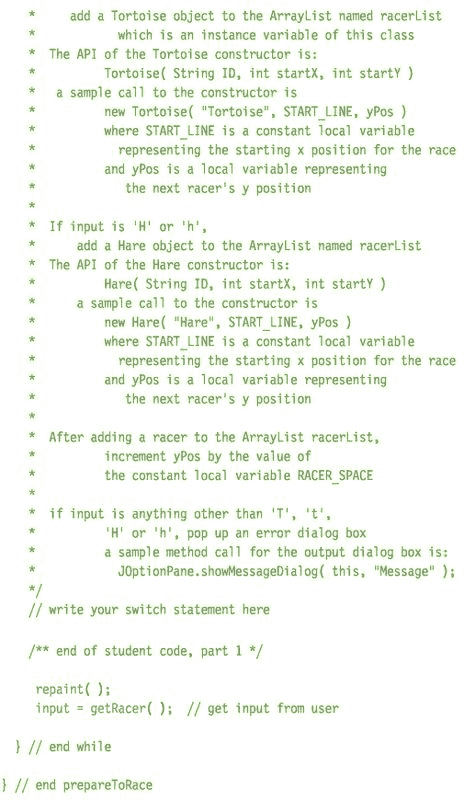 *     add a Tortoise object to the ArrayList named racerList
*            which is an instance variable of this class
*  The API of the Tortoise constructor is:
*          Tortoise( String ID, int startX, int startY )
*   a sample call to the constructor is
*          new Tortoise( "Tortoise", START_LINE, yPos )
*          where START_LINE is a constant local variable
*            representing the starting x position for the race
*          and yPos is a local variable representing
*             the next racer's y position
*
*  If input is 'H' or 'h',
*      add a Hare object to the ArrayList named racerList
*  The API of the Hare constructor is:
*          Hare( String ID, int startX, int startY )
*      a sample call to the constructor is
*          new Hare( "Hare", START_LINE, yPos )
*          where START_LINE is a constant local variable
*            representing the starting x position for the race
*          and yPos is a local variable representing
*             the next racer's y position
*
*  After adding a racer to the ArrayList racerList,
*          increment yPos by the value of
*          the constant local variable RACER_SPACE
*
*  if input is anything other than 'T', 't',
*          'H' or 'h', pop up an error dialog box
*          a sample method call for the output dialog box is:
*            JOptionPane.showMessageDialog( this, "Message" );
*/
// write your switch statement here
/** end of student code, part 1 */
repaint( );
input = getRacer( );  // get input from user
} // end while
} // end prepareToRace